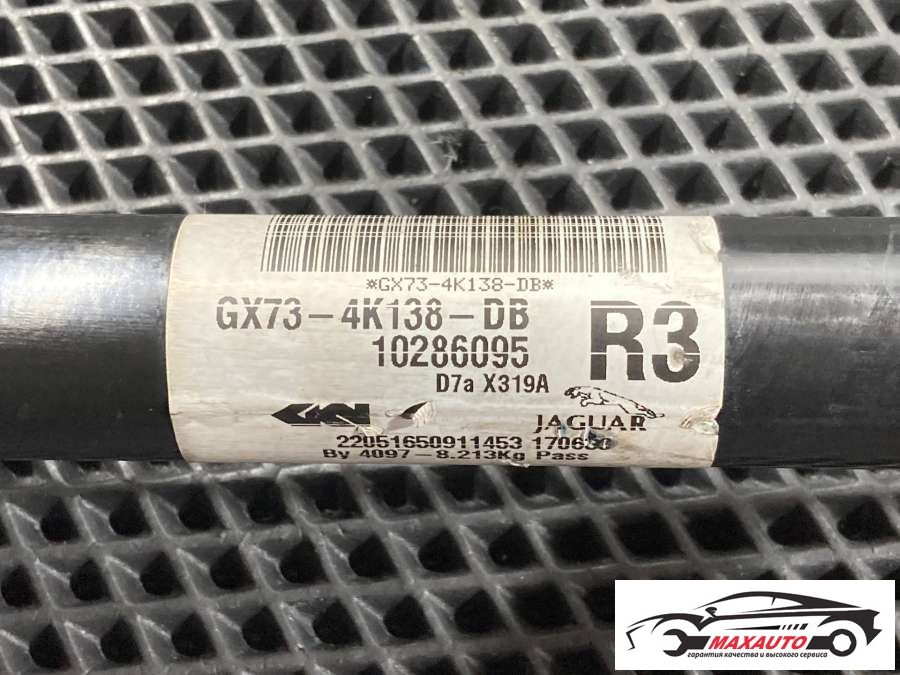 *GX73-4K138-DB*
GX73-4K138-DB
R3
10286095
D7a X319A
GKN
JAGUAR
22051650911453
By 4097-8.213Kg Pass
MAXAUTO
гарантия качества и высокого сервиса